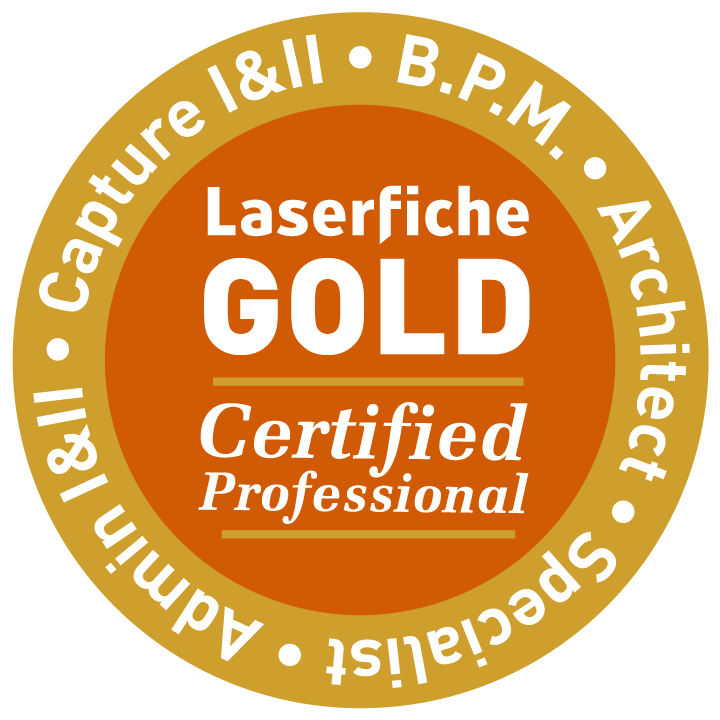 Laserfiche
GOLD
Certified
Professional
Capture I&II • B.P.M. • Architect • Specialist • Admin I&II •